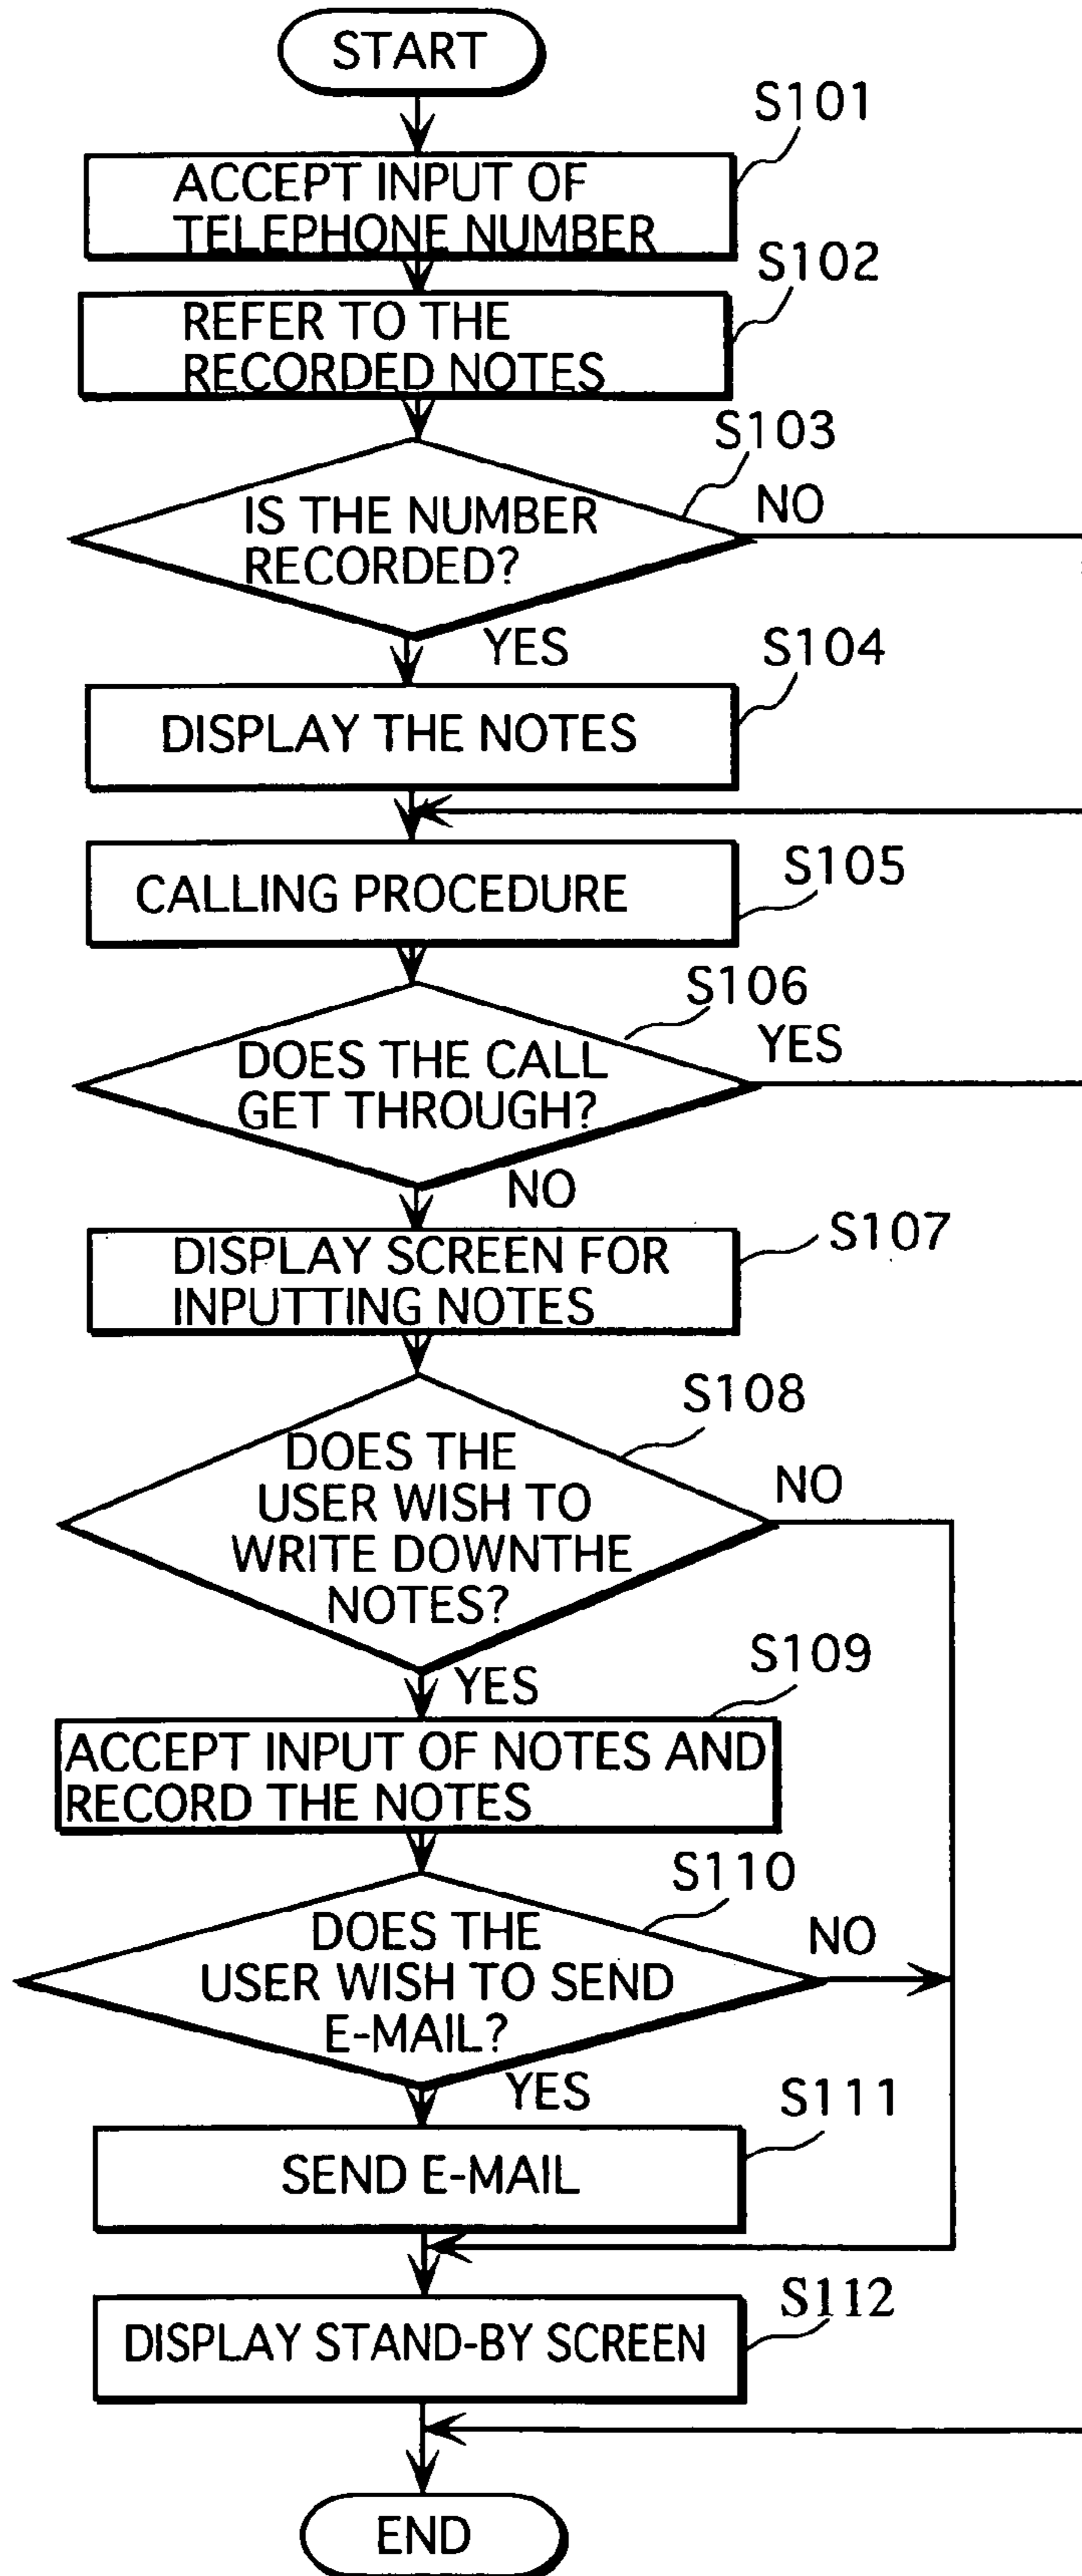 START
S101
ACCEPT INPUT OF
TELEPHONE NUMBER
S102
REFER TO THE
RECORDED NOTES
S103
IS THE NUMBER
RECORDED?
NO
YES
S104
DISPLAY THE NOTES
S105
CALLING PROCEDURE
S106
DOES THE CALL
GET THROUGH?
YES
NO
S107
DISPLAY SCREEN FOR
INPUTTING NOTES
S108
DOES THE
USER WISH TO
WRITE DOWNTHE
NOTES?
NO
YES
S109
ACCEPT INPUT OF NOTES AND
RECORD THE NOTES
S110
DOES THE
USER WISH TO SEND
E-MAIL?
NO
YES
S111
SEND E-MAIL
S112
DISPLAY STAND-BY SCREEN
END